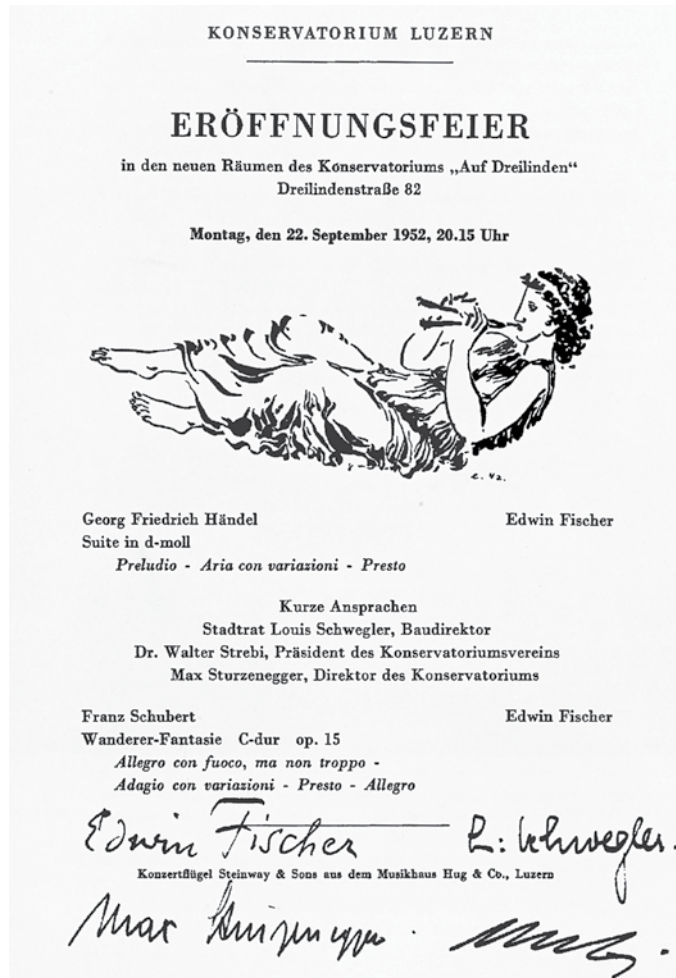 KONSERVATORIUM LUZERN
ERÖFFNUNGSFEIER
in den neuen Räumen des Konservatoriums „Auf Dreilinden“
Dreilindenstraße 82
Montag, den 22. September 1952, 20.15 Uhr
Georg Friedrich Händel Edwin Fischer
Suite in d-moll
Preludio - Aria con variazioni - Presto
Kurze Ansprachen
Stadtrat Louis Schwegler, Baudirektor
Dr. Walter Strebi, Präsident des Konservatoriumsvereins
Max Sturzenegger, Direktor des Konservatoriums
Franz Schubert Edwin Fischer
Wanderer-Fantasie C-dur op. 15
Allegro con fuoco, ma non troppo -
Adagio con variazioni - Presto - Allegro
Edwin Fischer L. Schwegler.
Konzertflügel Steinway & Sons aus dem Musikhaus Hug & Co., Luzern
Max Sturzenegger.